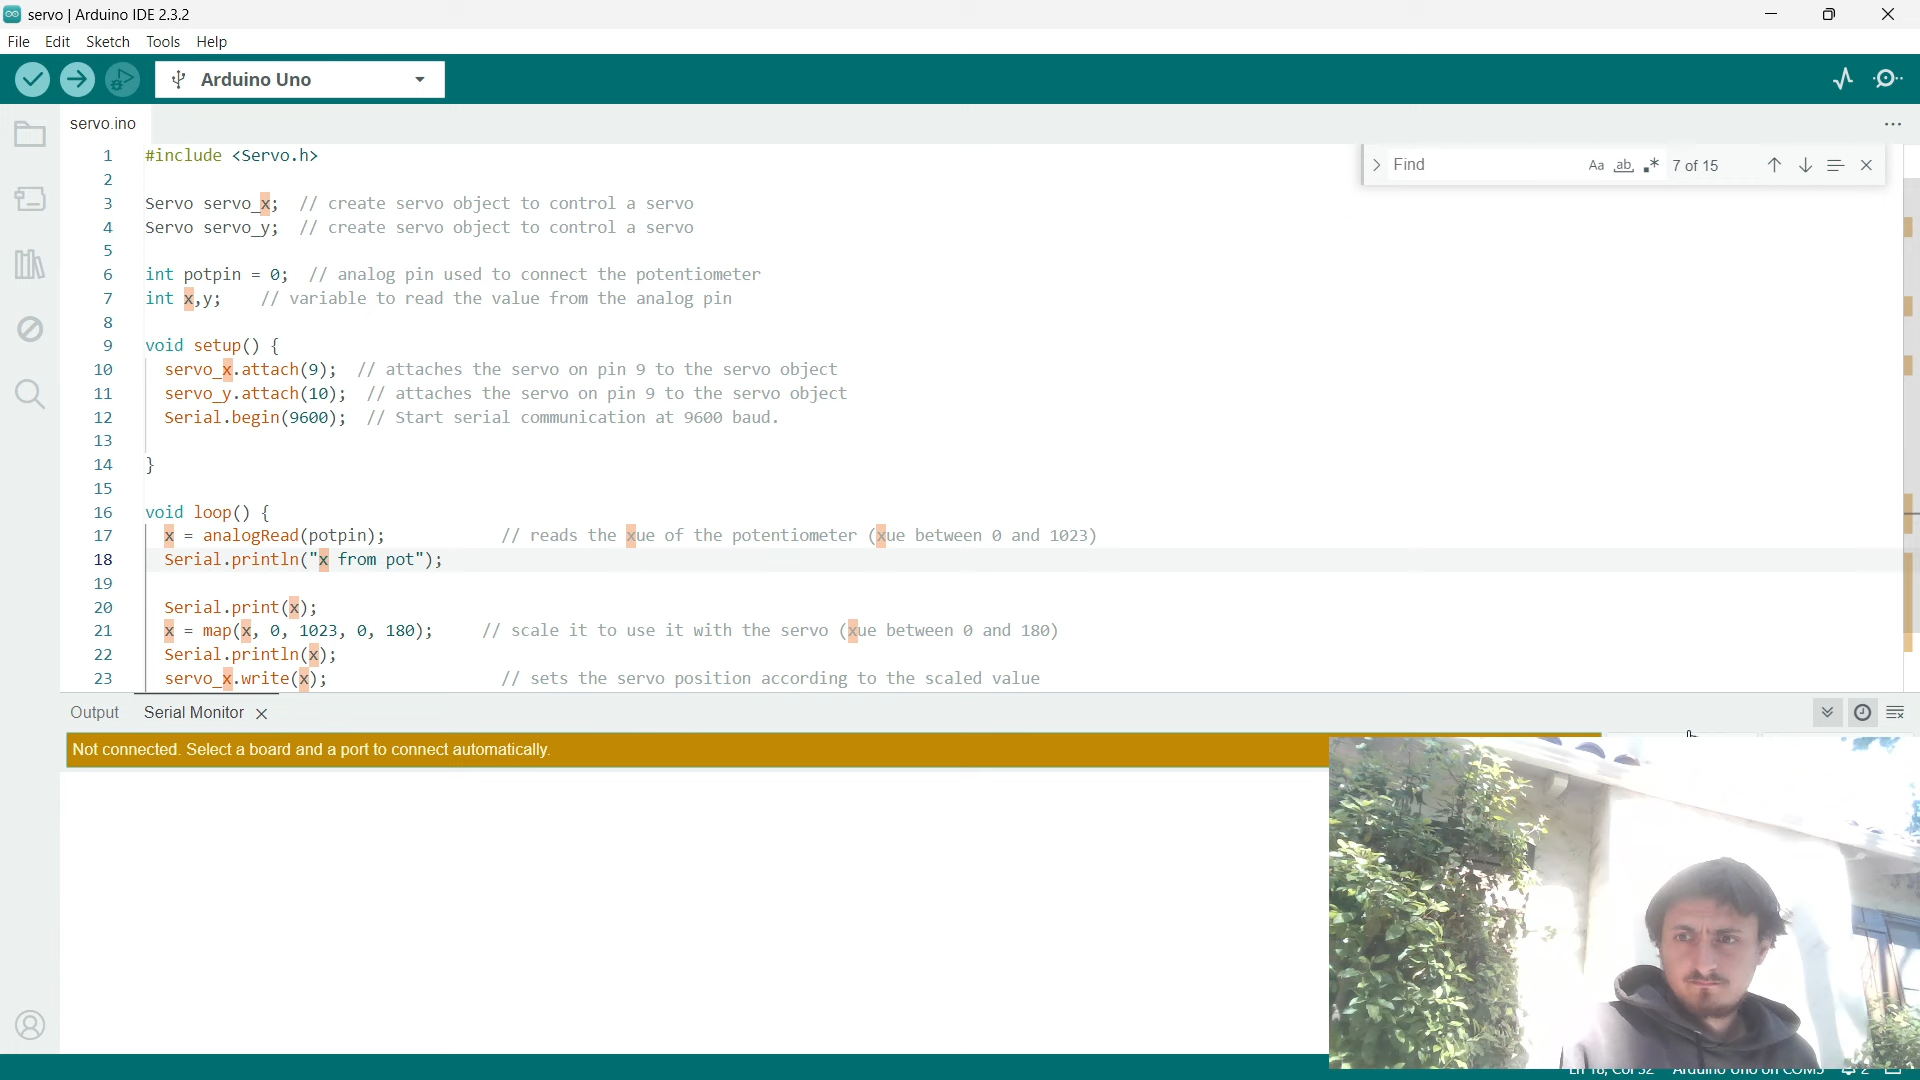 servo | Arduino IDE 2.3.2
File Edit Sketch Tools Help
Arduino Uno
servo.ino
Find Aa ab 7 of 15
1 #include <Servo.h>
2
3 Servo servo_x; // create servo object to control a servo
4 Servo servo_y; // create servo object to control a servo
5
6 int potpin = 0; // analog pin used to connect the potentiometer
7 int x,y; // variable to read the value from the analog pin
8
9 void setup() {
10 servo_x.attach(9); // attaches the servo on pin 9 to the servo object
11 servo_y.attach(10); // attaches the servo on pin 9 to the servo object
12 Serial.begin(9600); // Start serial communication at 9600 baud.
13
14 }
15
16 void loop() {
17 x = analogRead(potpin); // reads the xue of the potentiometer (xue between 0 and 1023)
18 Serial.println("x from pot");
19
20 Serial.print(x);
21 x = map(x, 0, 1023, 0, 180); // scale it to use it with the servo (xue between 0 and 180)
22 Serial.println(x);
23 servo_x.write(x); // sets the servo position according to the scaled value
Output Serial Monitor
Not connected. Select a board and a port to connect automatically.